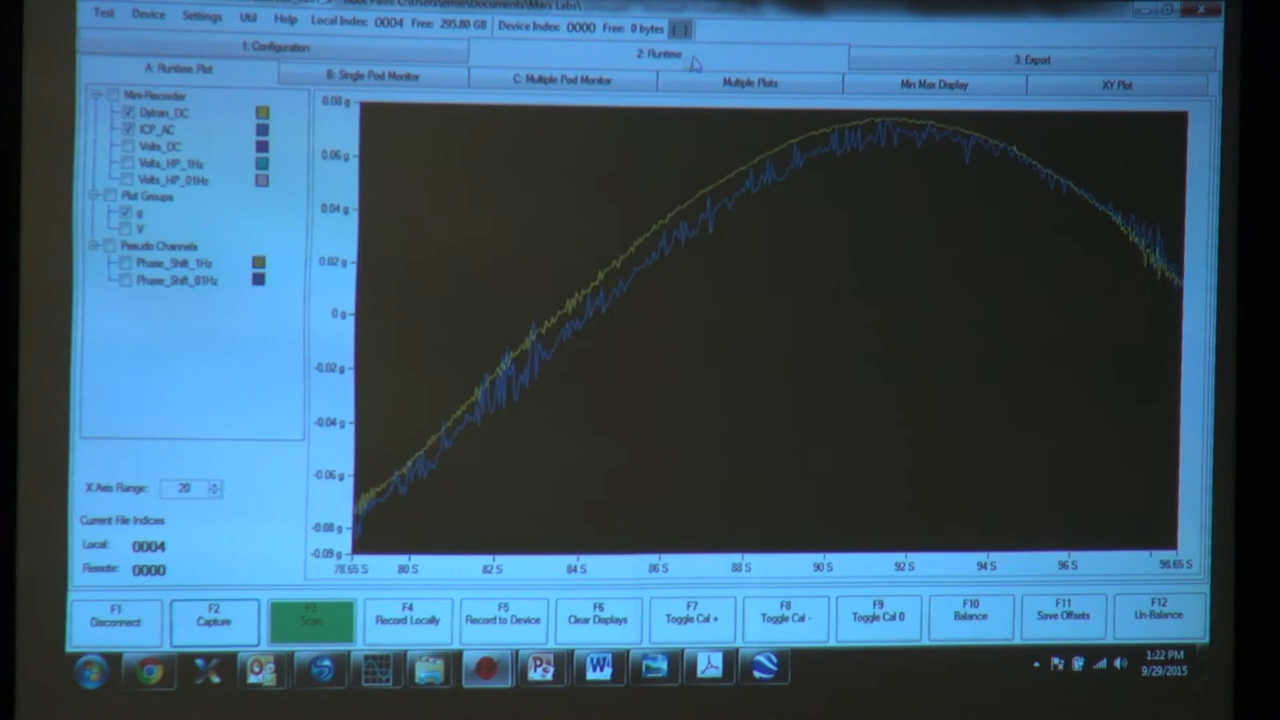 Root Path: C:\Users\ernie\Documents\Mars Labs\
Test Device Settings Util Help Local Index: 0004 Free: 295.80 GB Device Index: 0000 Free: 0 bytes [ ]
1: Configuration 2: Runtime 3: Export
A: Runtime Plot B: Single Pod Monitor C: Multiple Pod Monitor Multiple Plots Min Max Display XY Plot
Mini-Recorder
Dytran_DC
ICP_AC
Volts_DC
Volts_HP_1Hz
Volts_HP_01Hz
Plot Groups
g
V
Pseudo Channels
Phase_Shift_1Hz
Phase_Shift_01Hz
X Axis Range: 20
Current File Indices
Local: 0004
Remote: 0000
0.08 g
0.06 g
0.04 g
0.02 g
0 g
-0.02 g
-0.04 g
-0.06 g
-0.08 g
-0.09 g
78.65 S 80 S 82 S 84 S 86 S 88 S 90 S 92 S 94 S 96 S 98.65 S
F1 F2 F3 F4 F5 F6 F7 F8 F9 F10 F11 F12
Disconnect Capture Scan Record Locally Record to Device Clear Displays Toggle Cal + Toggle Cal - Toggle Cal 0 Balance Save Offsets Un-Balance
1:22 PM
9/29/2015